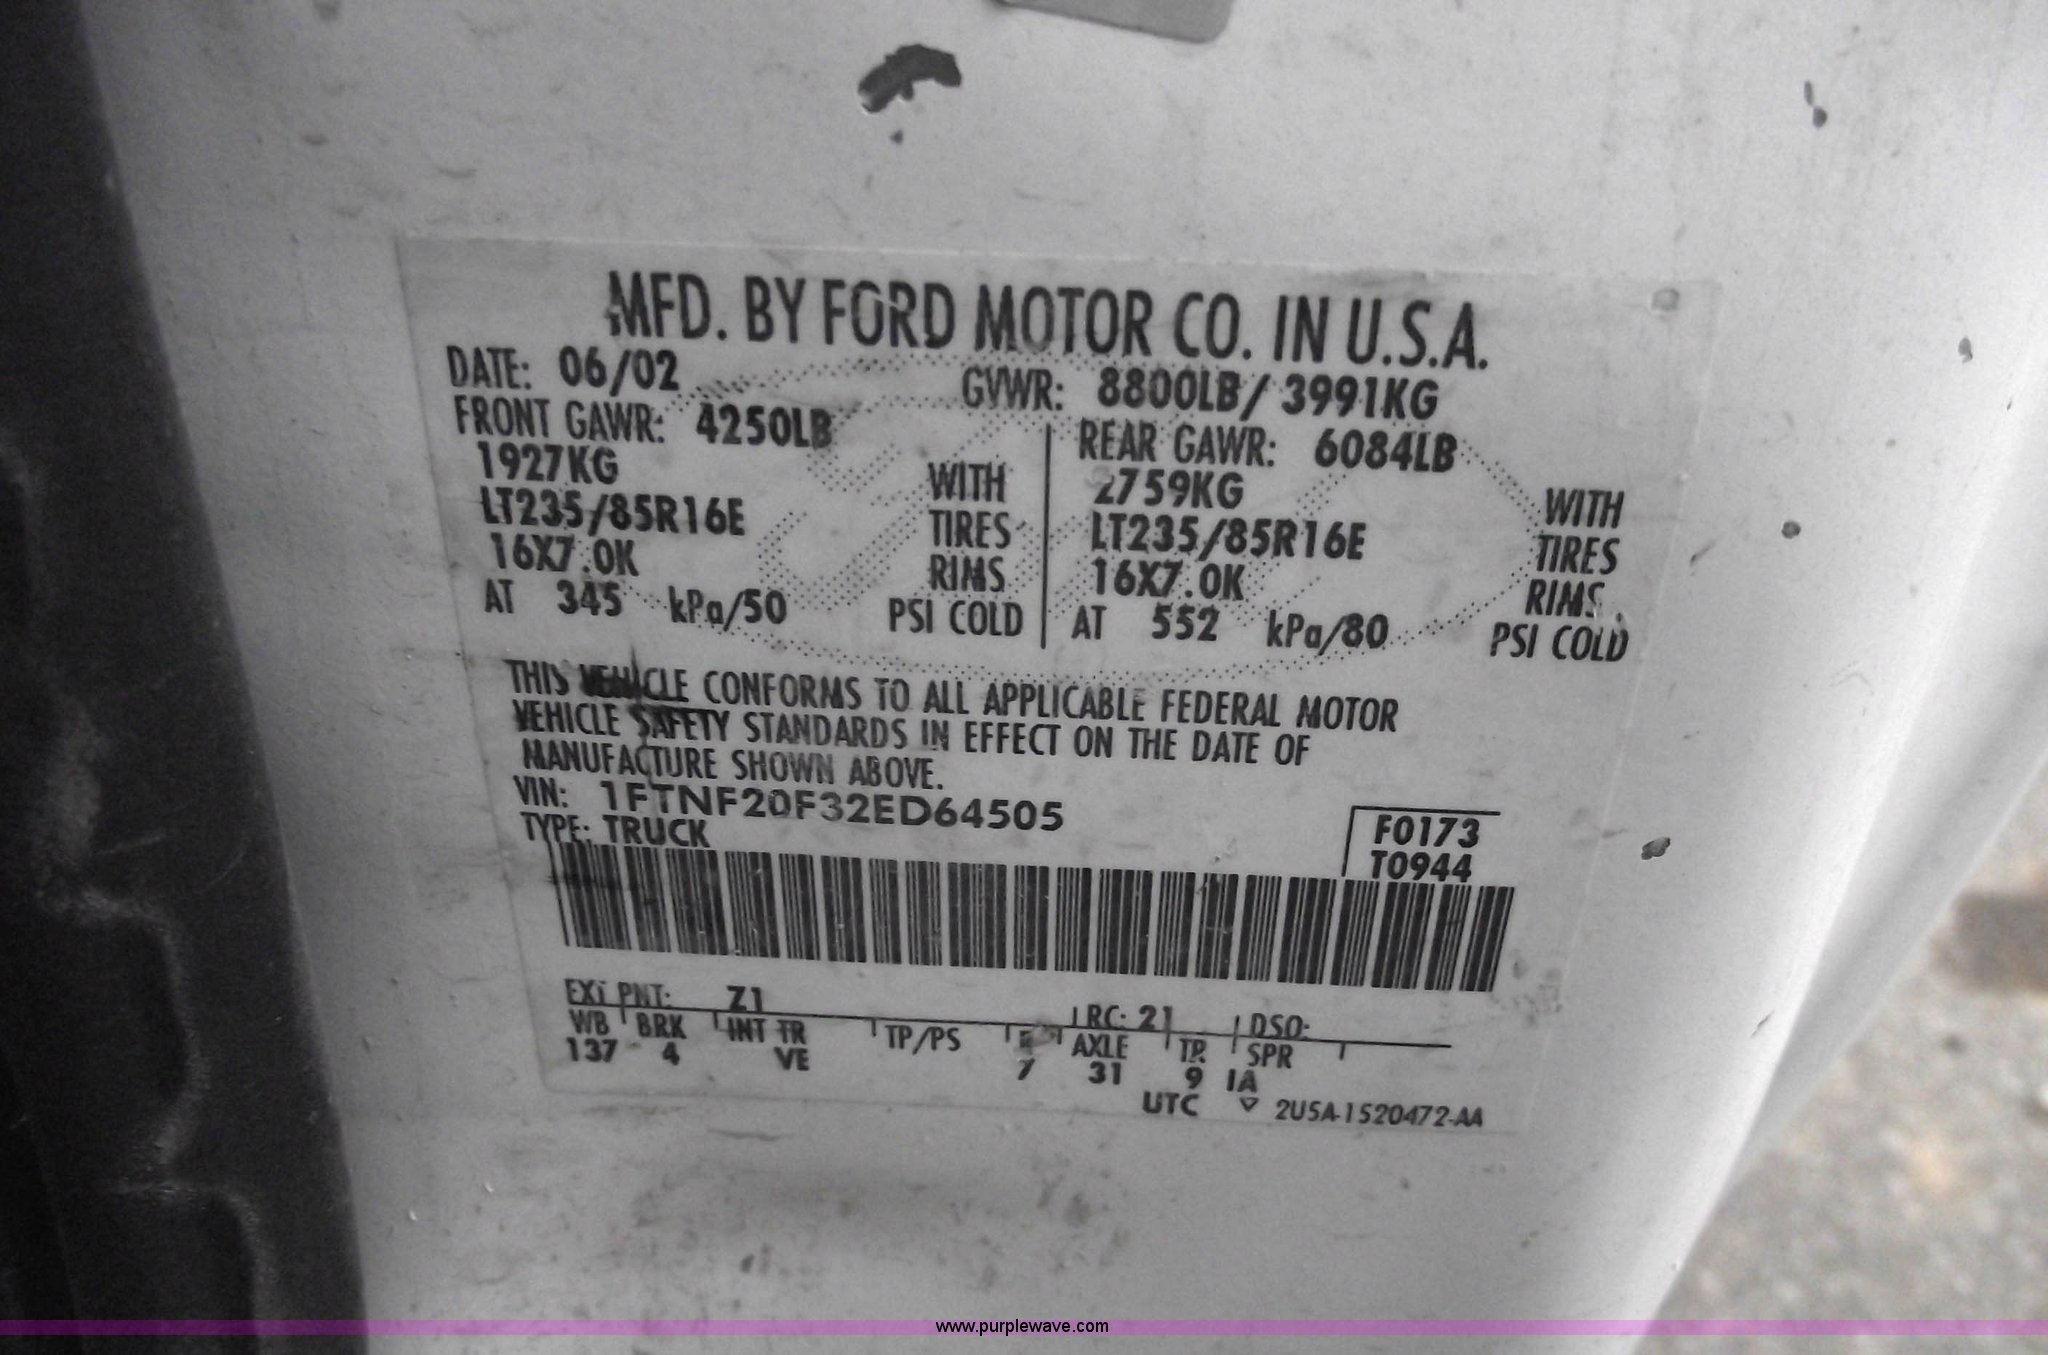 MFD. BY FORD MOTOR CO. IN U.S.A.
DATE: 06/02 GVWR: 8800LB/ 3991KG
FRONT GAWR: 4250LB REAR GAWR: 6084LB
1927KG WITH 2759KG WITH
LT235/85R16E TIRES LT235/85R16E TIRES
16X7.0K RIMS 16X7.0K RIMS
AT 345 kPa/50 PSI COLD AT 552 kPa/80 PSI COLD
THIS VEHICLE CONFORMS TO ALL APPLICABLE FEDERAL MOTOR
VEHICLE SAFETY STANDARDS IN EFFECT ON THE DATE OF
MANUFACTURE SHOWN ABOVE.
VIN: 1FTNF20F32ED64505
TYPE: TRUCK
F0173
T0944
EXT PNT: Z1 RC: 21 DSO:
WB BRK INT TR TP/PS AXLE TR SPR
137 4 VE 7 31 9 IA
UTC ▽ 2U5A-1520472-AA
www.purplewave.com